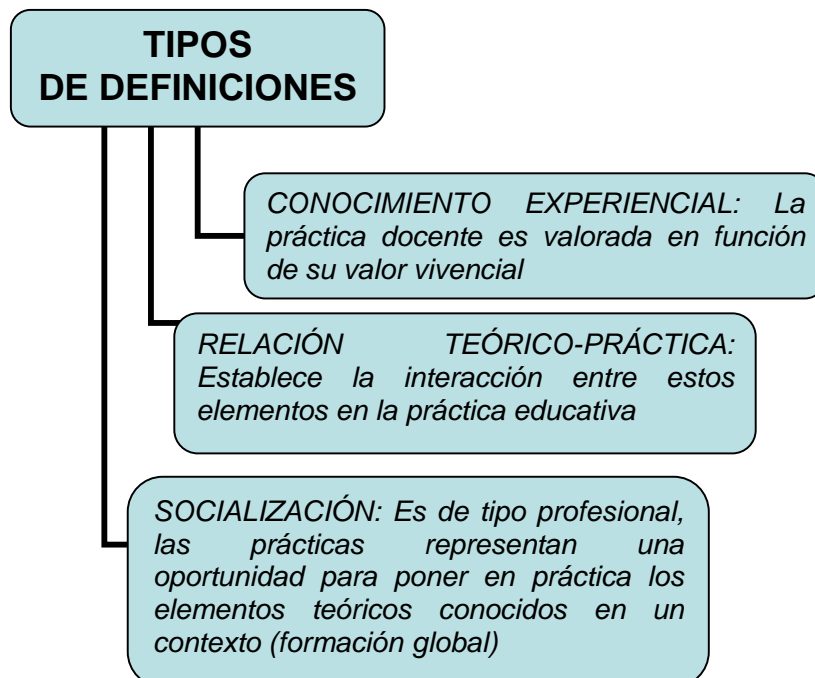 TIPOS
DE DEFINICIONES
CONOCIMIENTO EXPERIENCIAL: La
práctica docente es valorada en función
de su valor vivencial
RELACIÓN TEÓRICO-PRÁCTICA:
Establece la interacción entre estos
elementos en la práctica educativa
SOCIALIZACIÓN: Es de tipo profesional,
las prácticas representan una
oportunidad para poner en práctica los
elementos teóricos conocidos en un
contexto (formación global)